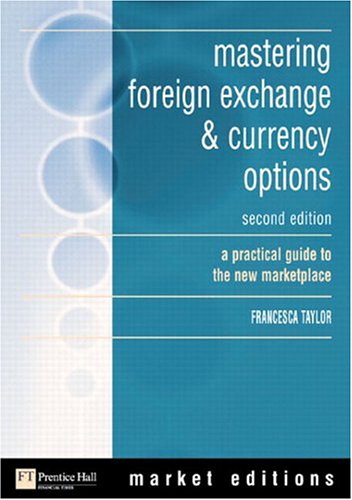 mastering
foreign exchange
& currency
options
second edition
a practical guide to
the new marketplace
FRANCESCA TAYLOR
FT Prentice Hall
FINANCIAL TIMES
market editions